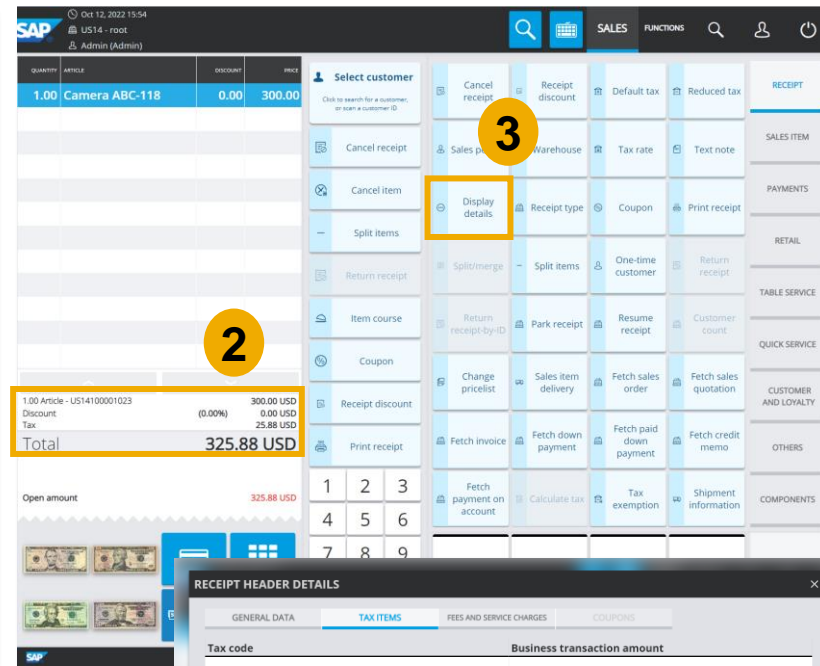 SAP
Oct 12, 2022 15:54
US14 - root
Admin (Admin)
SALES FUNCTIONS
QUANTITY ARTICLE DISCOUNT PRICE
1.00 Camera ABC-118 0.00 300.00
2
1.00 Article - US14100001023 300.00 USD
Discount (0.00%) 0.00 USD
Tax 25.88 USD
Total 325.88 USD
Open amount 325.88 USD
Select customer
Click to search for a customer,
or scan a customer ID
Cancel receipt
Cancel item
Split items
Return receipt
Item course
Coupon
Receipt discount
Print receipt
1 2 3
4 5 6
7 8 9
3
Cancel receipt
Receipt discount
Default tax
Reduced tax
Sales
Warehouse
Tax rate
Text note
Display details
Receipt type
Coupon
Print receipt
Split/merge
Split items
One-time customer
Return receipt
Return receipt-by-ID
Park receipt
Resume receipt
Customer count
Change pricelist
Sales item delivery
Fetch sales order
Fetch sales quotation
Fetch invoice
Fetch down payment
Fetch paid down payment
Fetch credit memo
Fetch payment on account
Calculate tax
Tax exemption
Shipment information
RECEIPT
SALES ITEM
PAYMENTS
RETAIL
TABLE SERVICE
QUICK SERVICE
CUSTOMER AND LOYALTY
OTHERS
COMPONENTS
RECEIPT HEADER DETAILS
GENERAL DATA TAX ITEMS FEES AND SERVICE CHARGES COUPONS
Tax code Business transaction amount
SAP